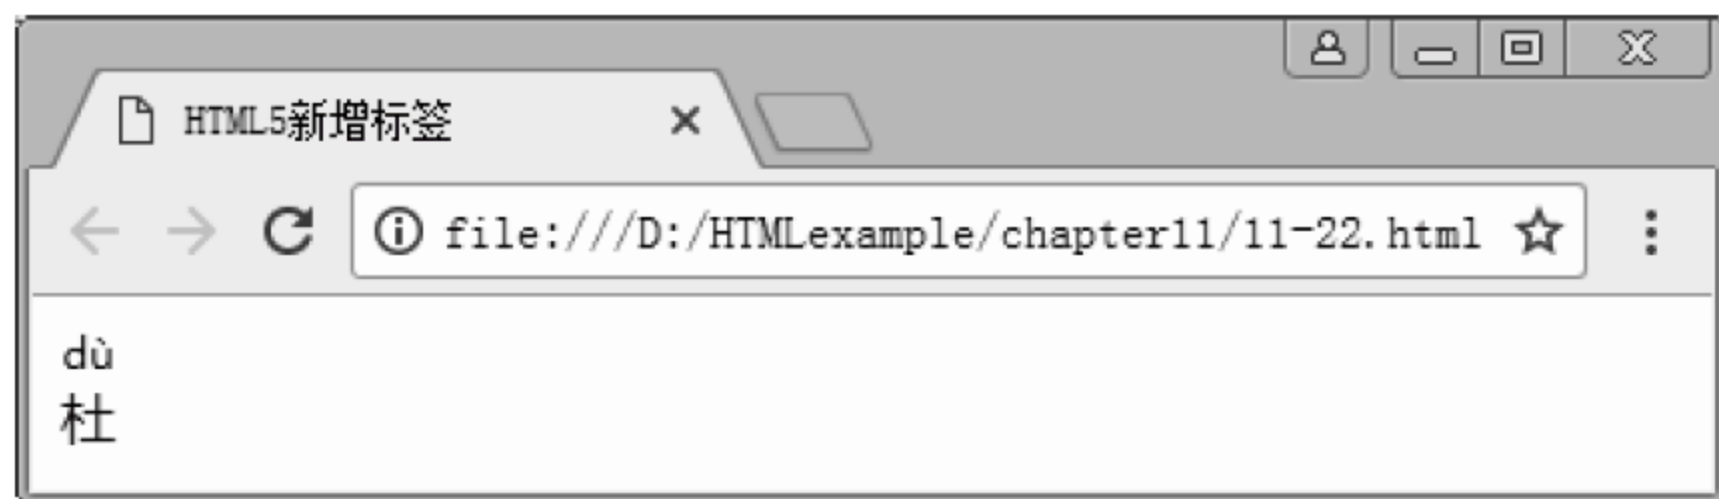 HTML5新增标签
file:///D:/HTMLexample/chapter11/11-22.html
dù
杜